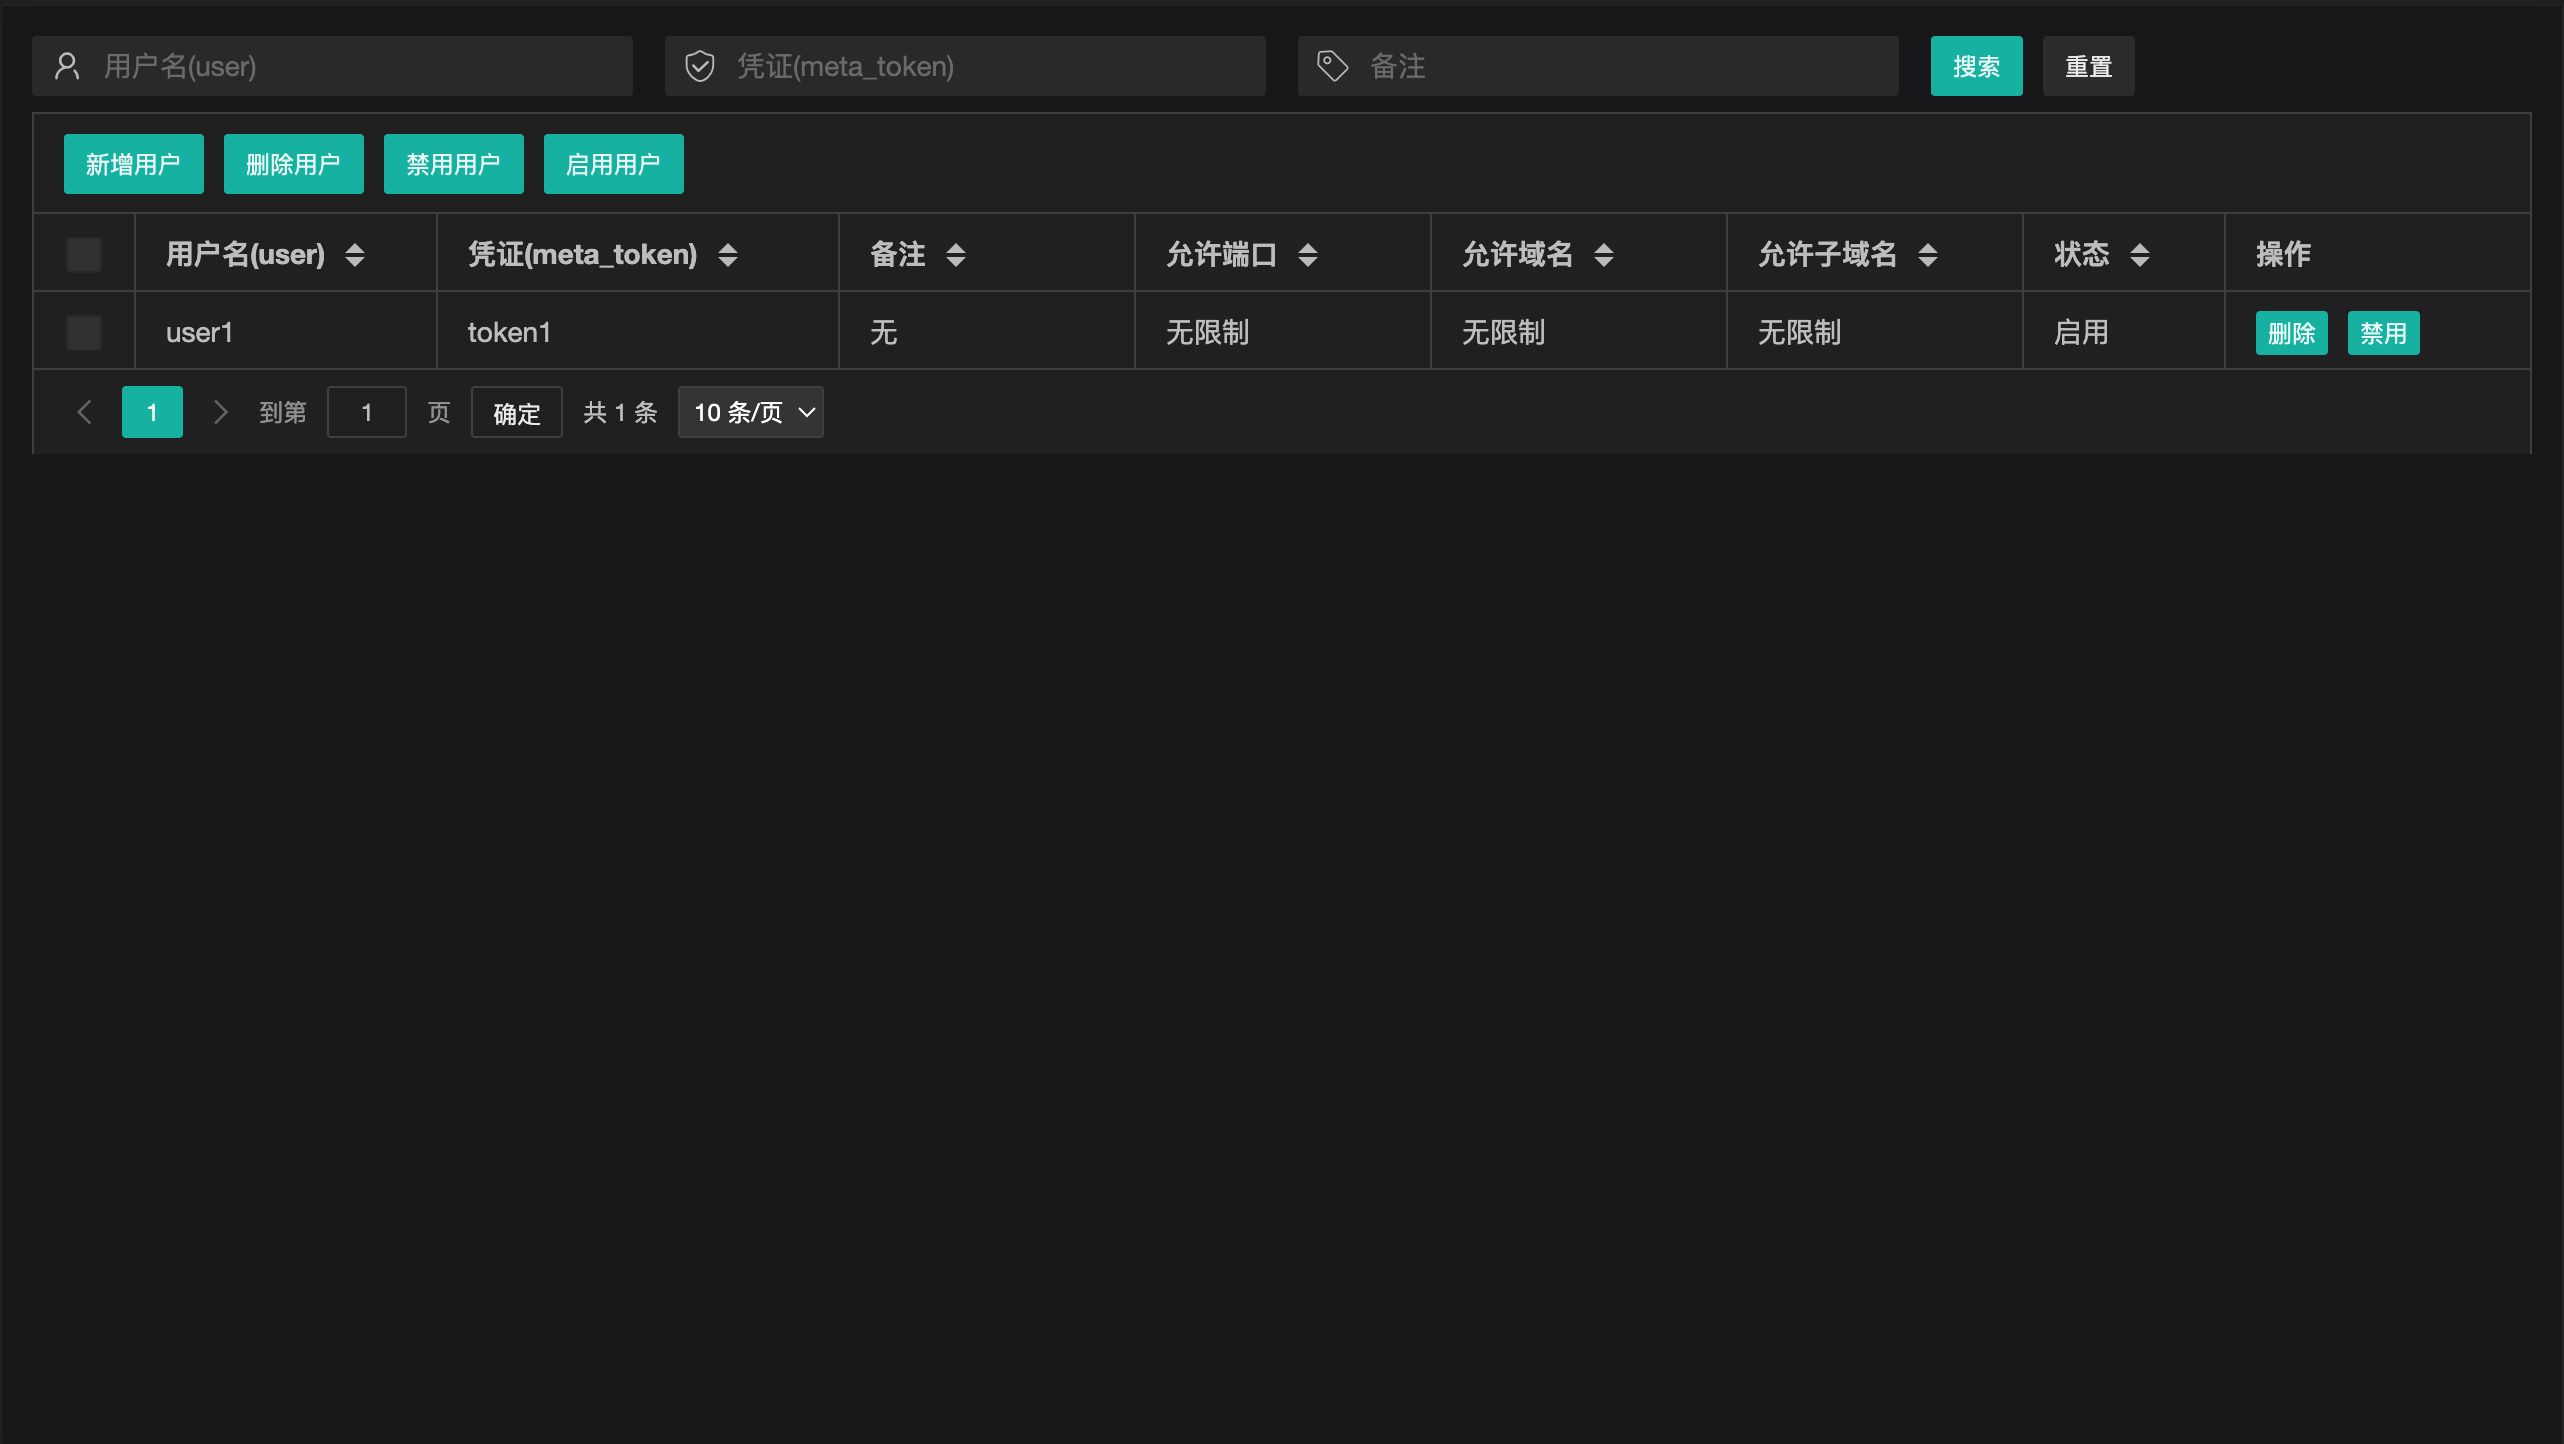 用户名(user) 凭证(meta_token) 备注 搜索 重置
新增用户 删除用户 禁用用户 启用用户
用户名(user) 凭证(meta_token) 备注 允许端口 允许域名 允许子域名 状态 操作
user1 token1 无 无限制 无限制 无限制 启用 删除 禁用
1 到第 1 页 确定 共 1 条 10 条/页